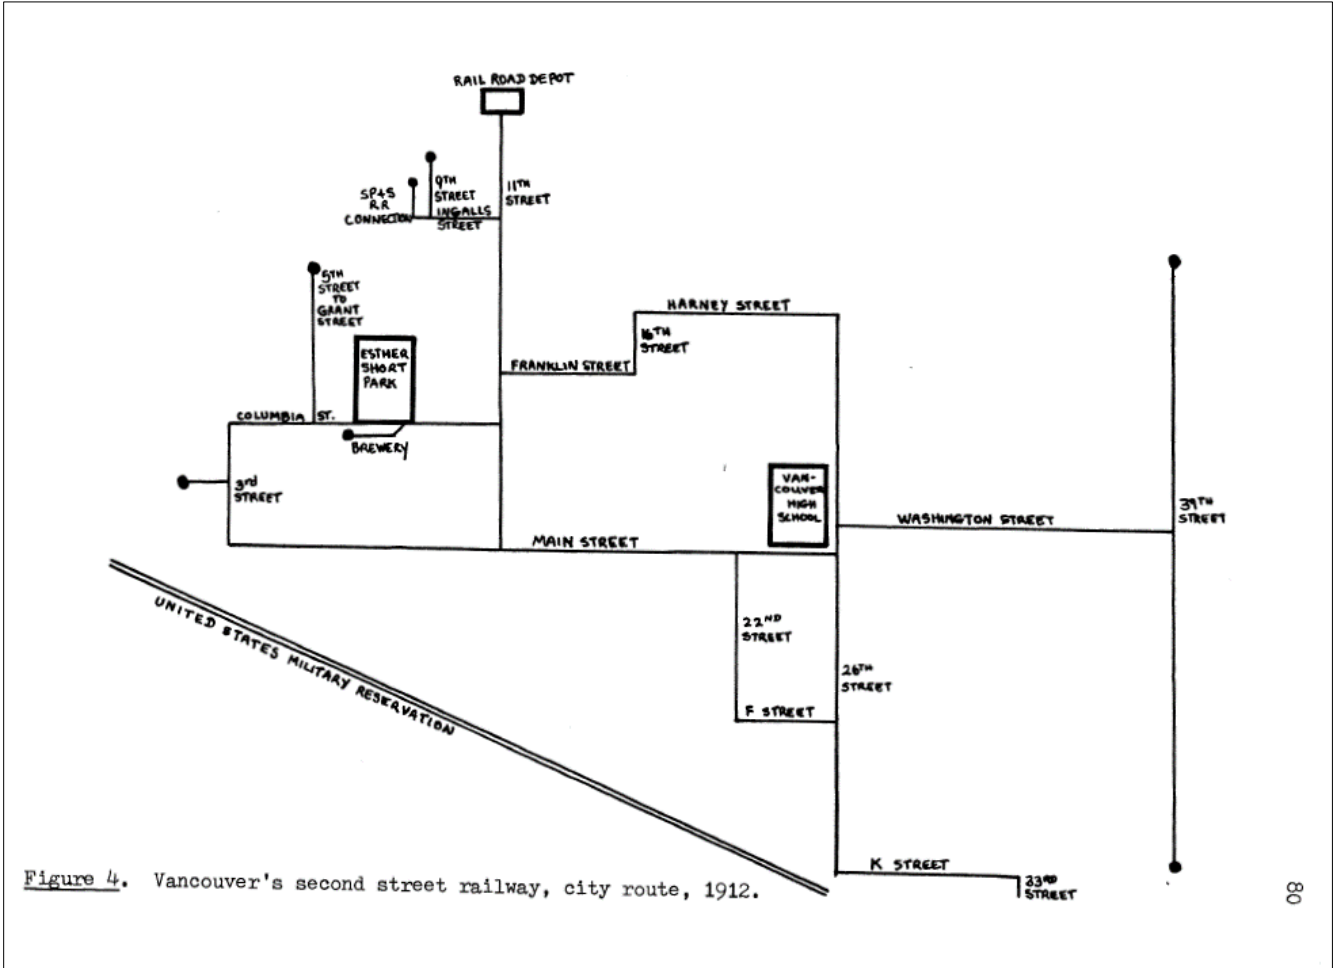 RAIL ROAD DEPOT
9TH
STREET
INGALLS
STREET
11TH
STREET
SP&S
R.R
CONNECTION
5TH
STREET
TO
GRANT
STREET
ESTHER
SHORT
PARK
HARNEY STREET
16TH
STREET
FRANKLIN STREET
COLUMBIA ST.
BREWERY
3rd
STREET
VAN-
COUVER
HIGH
SCHOOL
WASHINGTON STREET
39TH
STREET
MAIN STREET
22ND
STREET
26TH
STREET
F STREET
UNITED STATES MILITARY RESERVATION
K STREET
33RD
STREET
Figure 4. Vancouver's second street railway, city route, 1912.
80